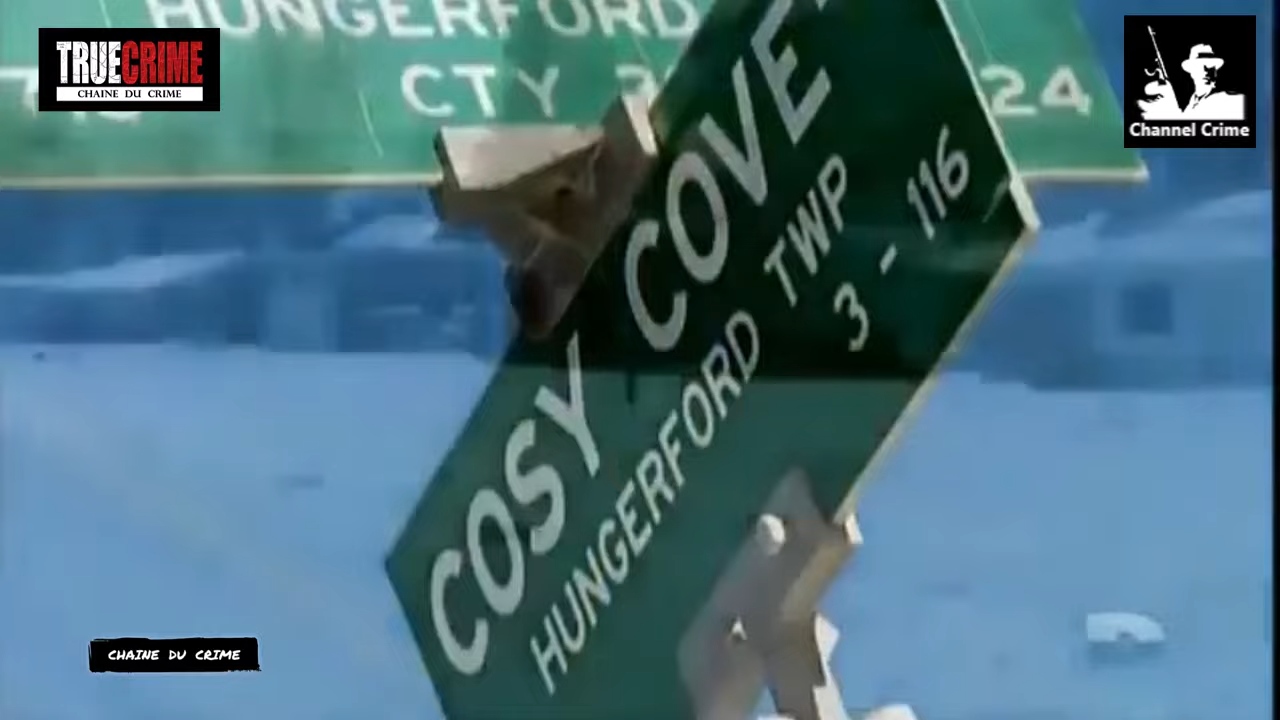 HUNGERFORD
CTY
24
TRUECRIME
CHAINE DU CRIME
Channel Crime
COSY COVE
HUNGERFORD TWP
3 - 116
CHAINE DU CRIME